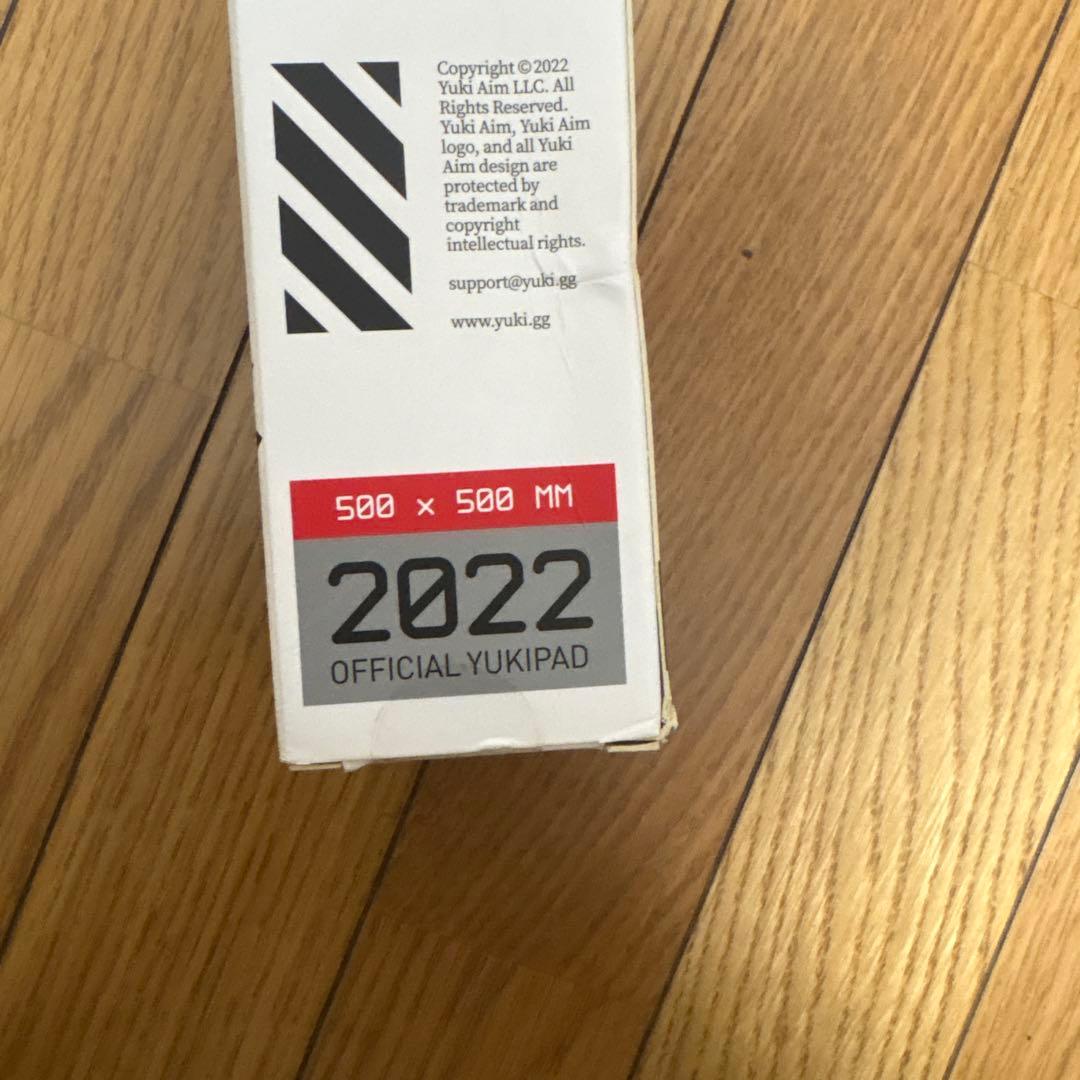 Copyright © 2022
Yuki Aim LLC. All
Rights Reserved.
Yuki Aim, Yuki Aim
logo, and all Yuki
Aim design are
protected by
trademark and
copyright
intellectual rights.
support@yuki.gg
www.yuki.gg
500 x 500 MM
2022
OFFICIAL YUKIPAD